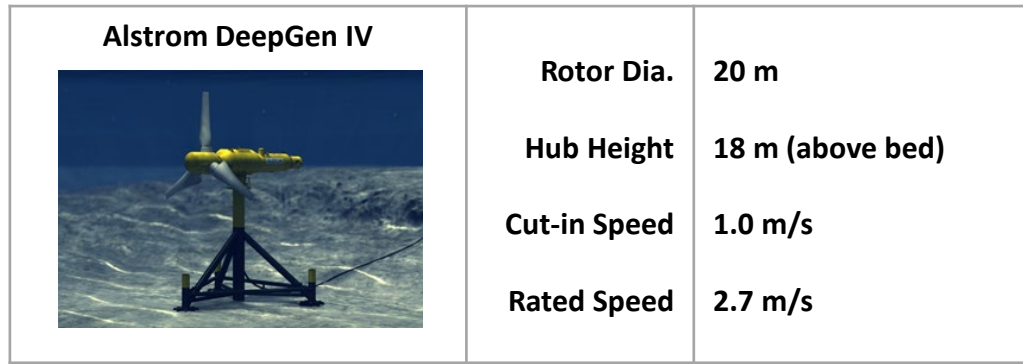 Alstrom DeepGen IV
Rotor Dia. 20 m
Hub Height 18 m (above bed)
Cut-in Speed 1.0 m/s
Rated Speed 2.7 m/s